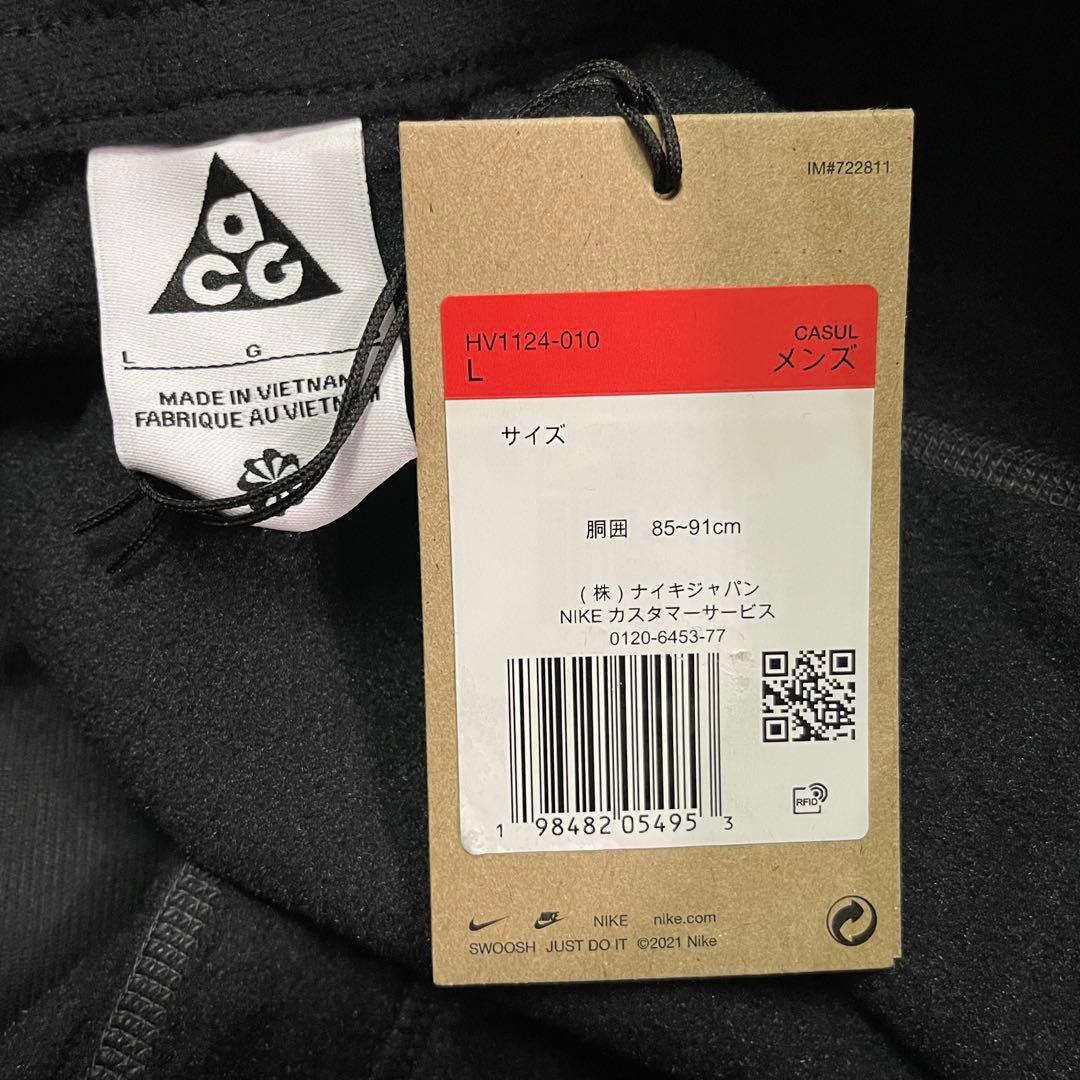 a
CG
L G
MADE IN VIETNAM
FABRIQUE AU VIETNAM
IM#722811
HV1124-010
L
CASUL
メンズ
サイズ
胴囲 85~91cm
(株)ナイキジャパン
NIKE カスタマーサービス
0120-6453-77
1 98482 05495 3
RFID
NIKE NIKE nike.com
SWOOSH JUST DO IT ©2021 Nike